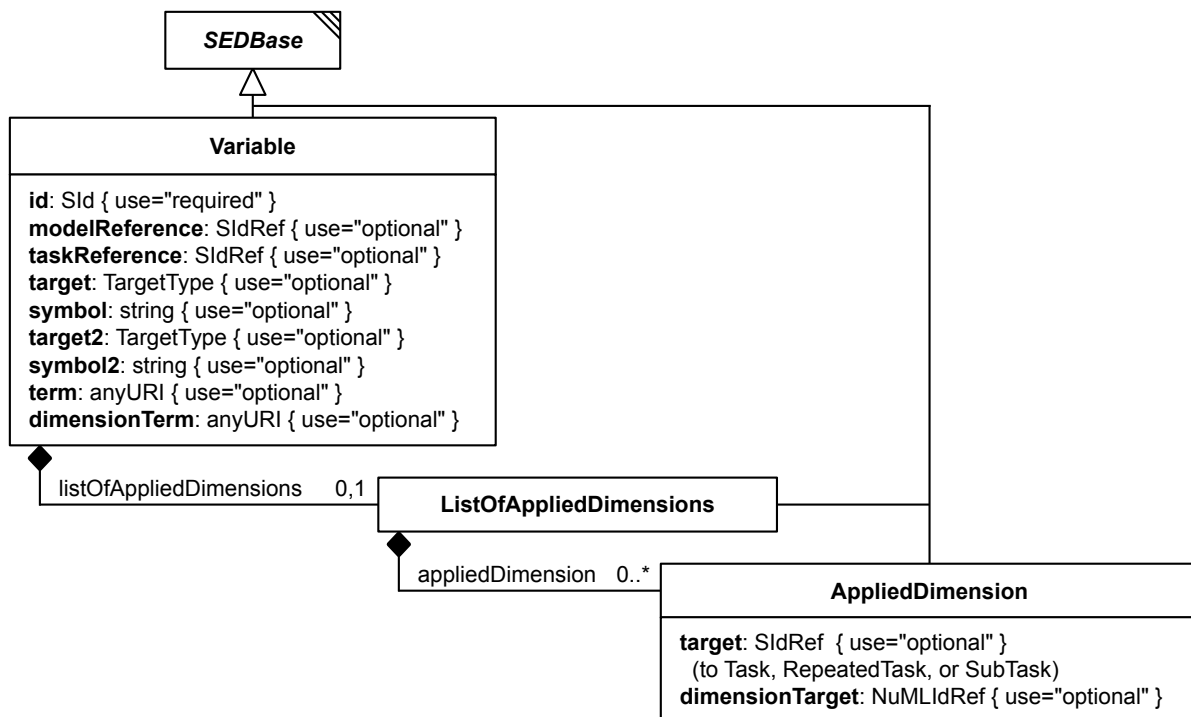 SEDBase
Variable
id: SId { use="required" }
modelReference: SIdRef { use="optional" }
taskReference: SIdRef { use="optional" }
target: TargetType { use="optional" }
symbol: string { use="optional" }
target2: TargetType { use="optional" }
symbol2: string { use="optional" }
term: anyURI { use="optional" }
dimensionTerm: anyURI { use="optional" }
listOfAppliedDimensions 0,1
ListOfAppliedDimensions
appliedDimension 0..*
AppliedDimension
target: SIdRef { use="optional" }
(to Task, RepeatedTask, or SubTask)
dimensionTarget: NuMLIdRef { use="optional" }